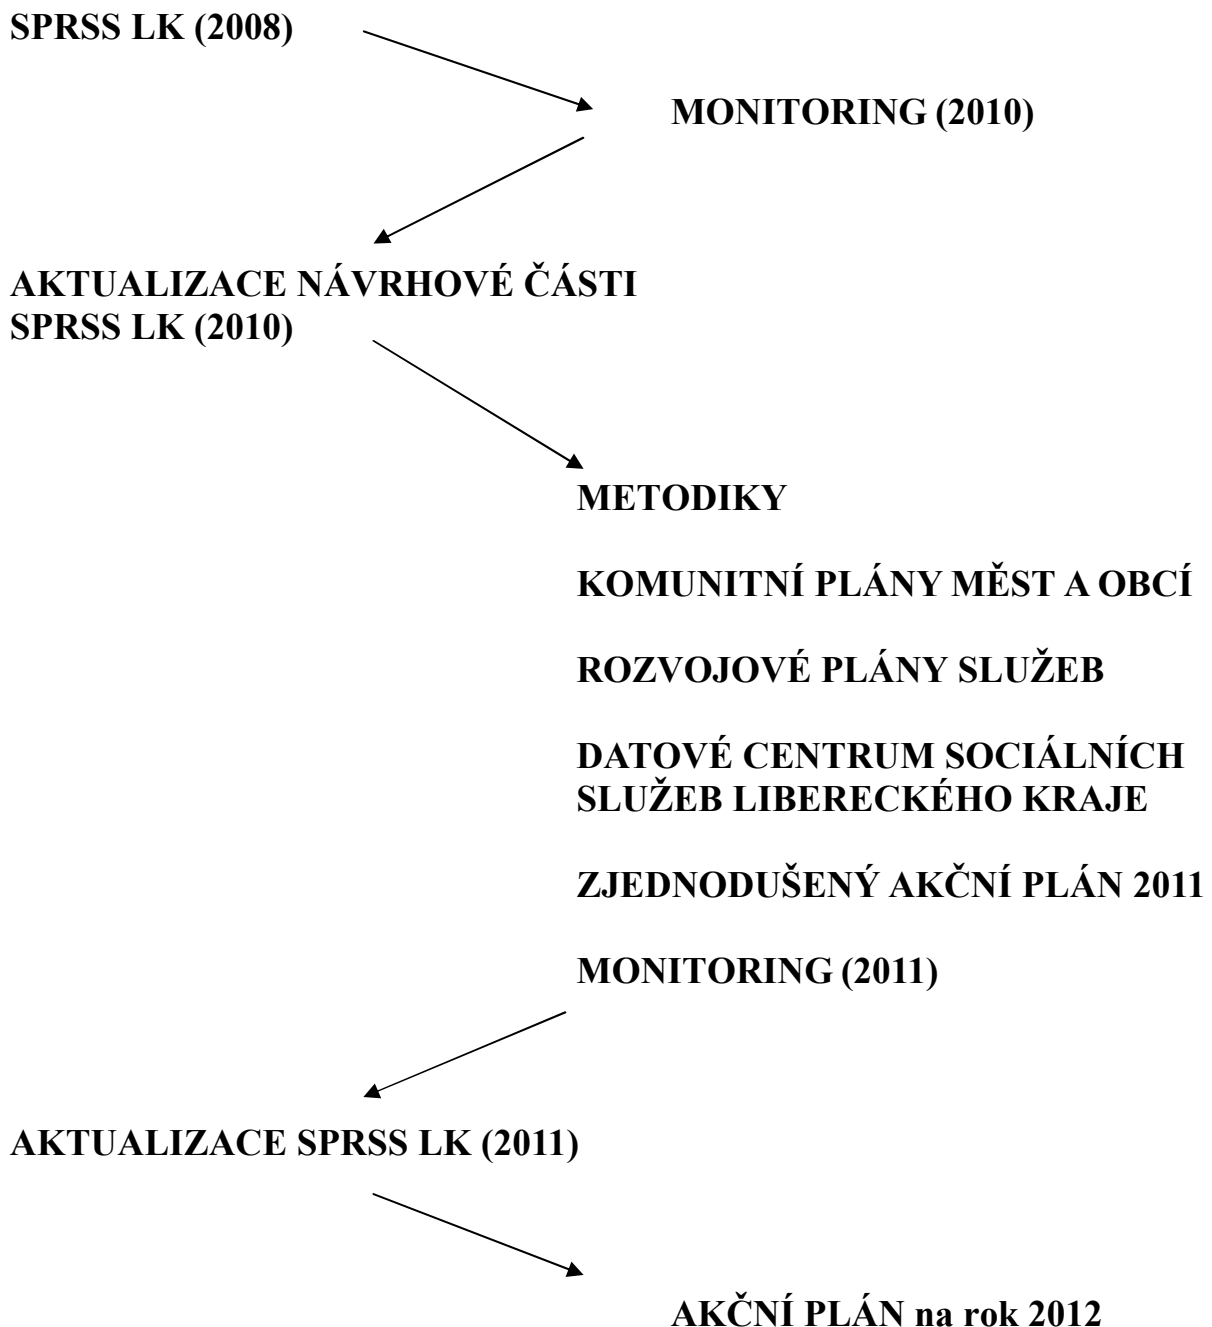 SPRSS LK (2008)
MONITORING (2010)
AKTUALIZACE NÁVRHOVÉ ČÁSTI
SPRSS LK (2010)
METODIKY
KOMUNITNÍ PLÁNY MĚST A OBCÍ
ROZVOJOVÉ PLÁNY SLUŽEB
DATOVÉ CENTRUM SOCIÁLNÍCH
SLUŽEB LIBERECKÉHO KRAJE
ZJEDNODUŠENÝ AKČNÍ PLÁN 2011
MONITORING (2011)
AKTUALIZACE SPRSS LK (2011)
AKČNÍ PLÁN na rok 2012